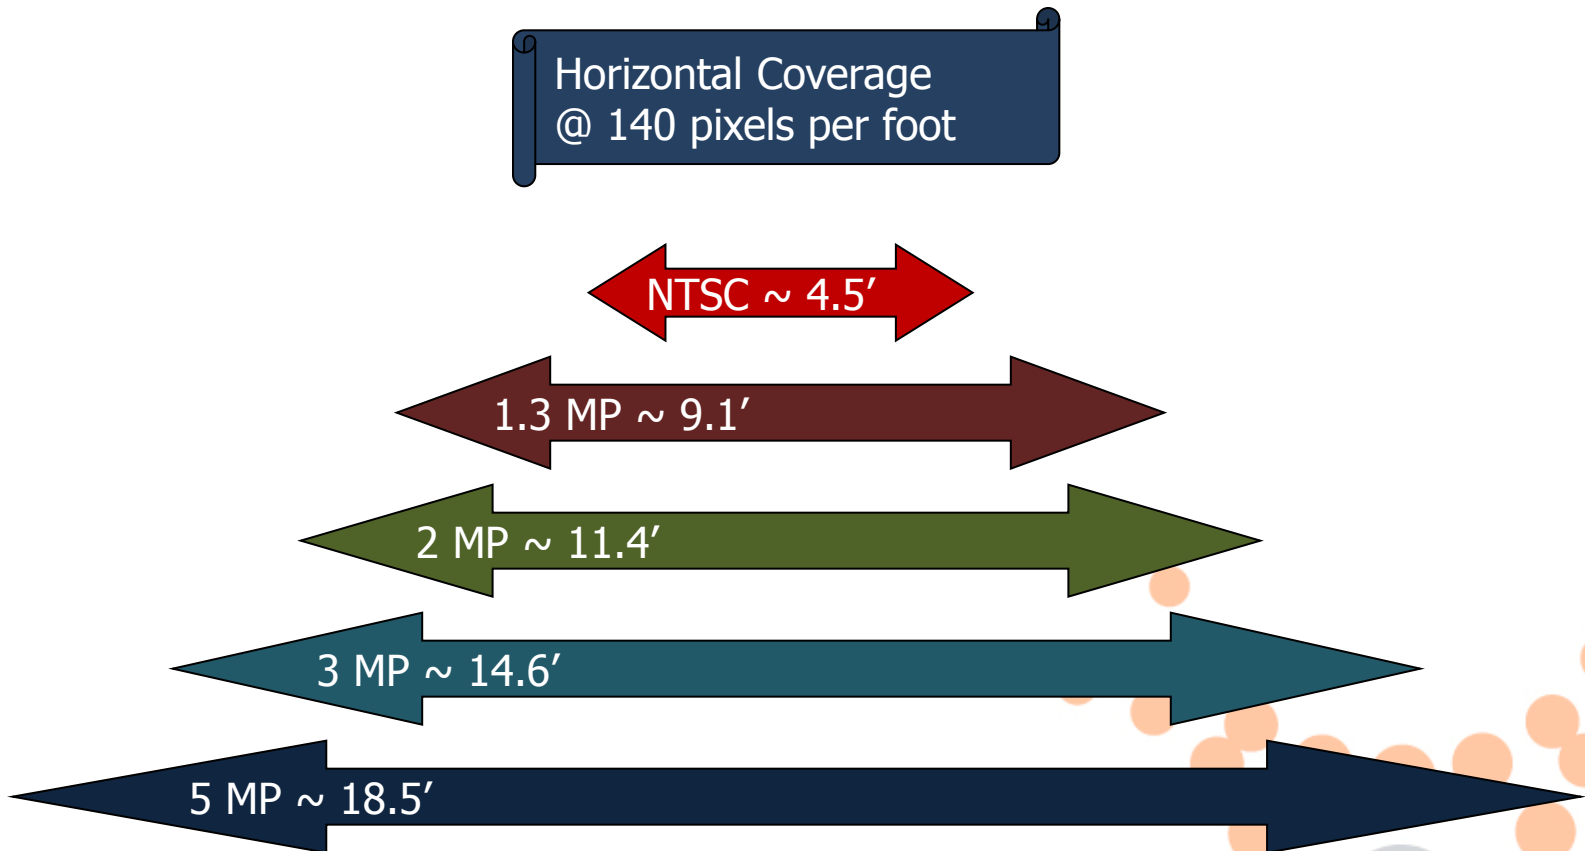 Horizontal Coverage
@ 140 pixels per foot
NTSC ~ 4.5′
1.3 MP ~ 9.1′
2 MP ~ 11.4′
3 MP ~ 14.6′
5 MP ~ 18.5′